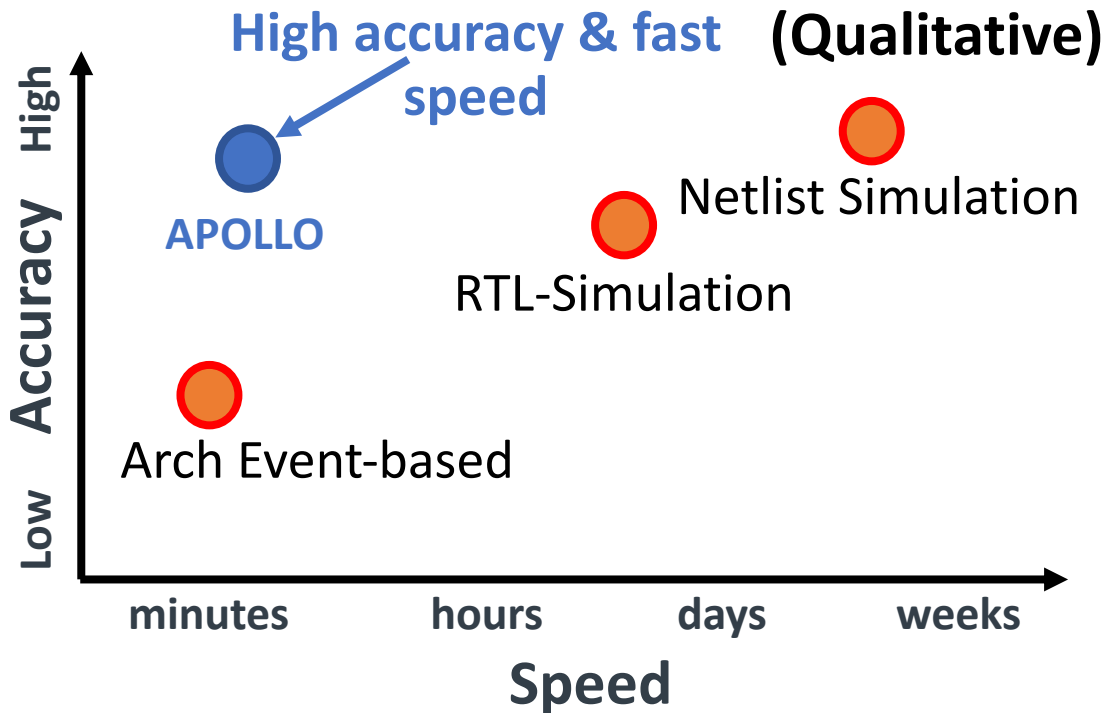 High accuracy & fast
speed
(Qualitative)
High
Accuracy
Low
APOLLO
Netlist Simulation
RTL-Simulation
Arch Event-based
minutes
hours
days
weeks
Speed